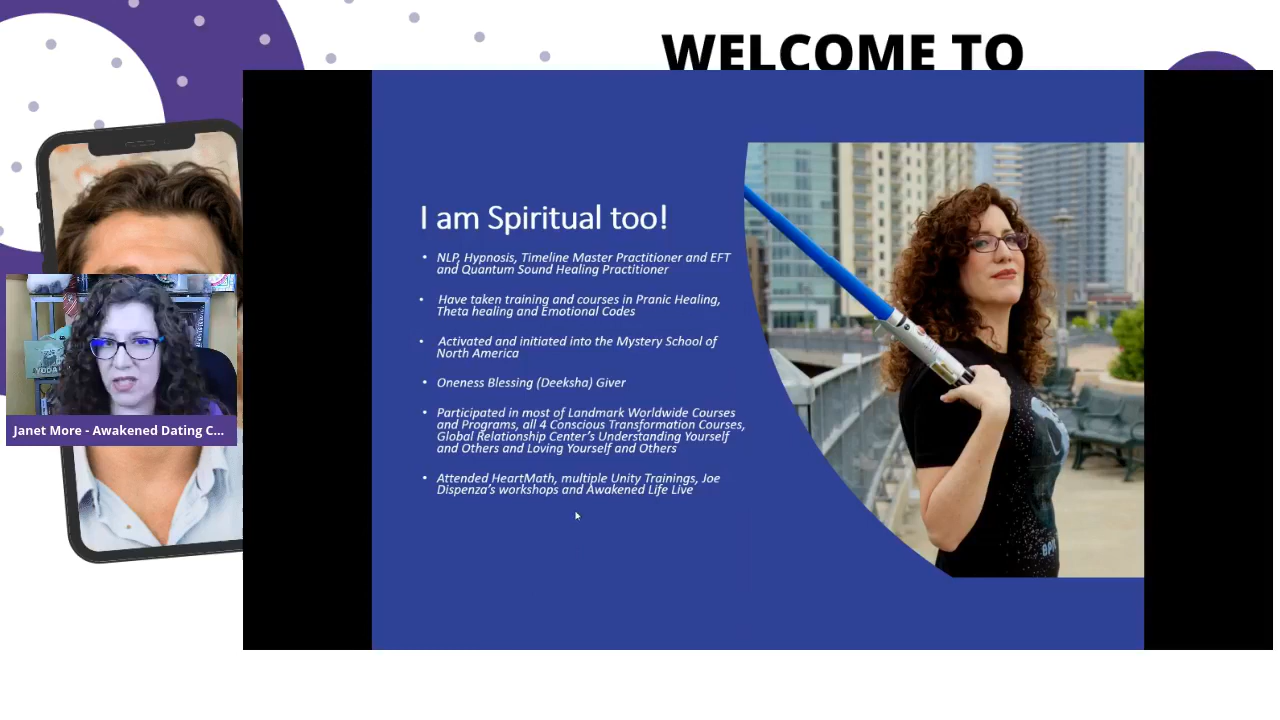 WELCOME TO
I am Spiritual too!
• NLP, Hypnosis, Timeline Master Practitioner and EFT
and Quantum Sound Healing Practitioner
• Have taken training and courses in Pranic Healing,
Theta healing and Emotional Codes
• Activated and initiated into the Mystery School of
North America
• Oneness Blessing (Deeksha) Giver
• Participated in most of Landmark Worldwide Courses
and Programs, all 4 Conscious Transformation Courses,
Global Relationship Center's Understanding Yourself
and Others and Loving Yourself and Others
• Attended HeartMath, multiple Unity Trainings, Joe
Dispenza's workshops and Awakened Life Live
YODA
Janet More - Awakened Dating C...